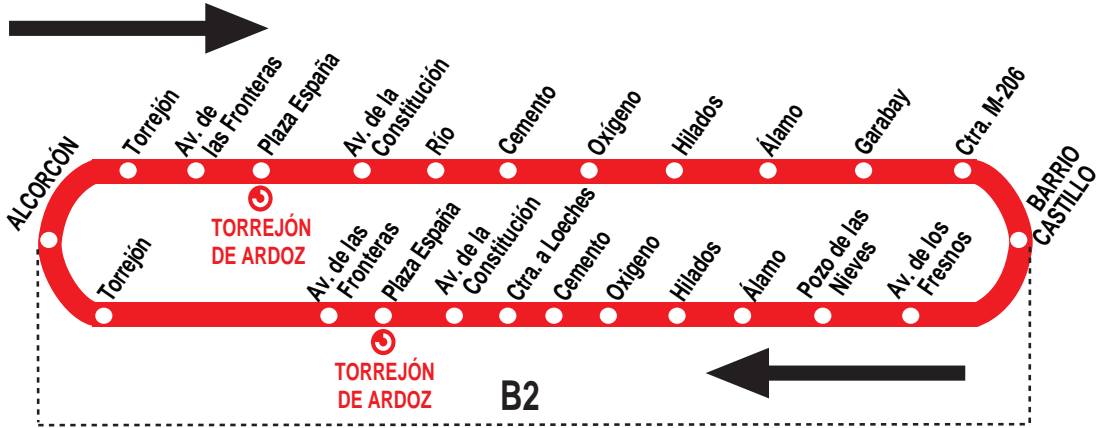 ALCORCÓN
Torrejón
Av. de
las Fronteras
Plaza España
TORREJÓN
DE ARDOZ
Av. de la
Constitución
Río
Cemento
Oxígeno
Hilados
Álamo
Garabay
Ctra. M-206
BARRIO
CASTILLO
Torrejón
Av. de las
Fronteras
Plaza España
TORREJÓN
DE ARDOZ
Av. de la
Constitución
Ctra. a Loeches
Cemento
Oxigeno
Hilados
Álamo
Pozo de las
Nieves
Av. de los
Fresnos
B2